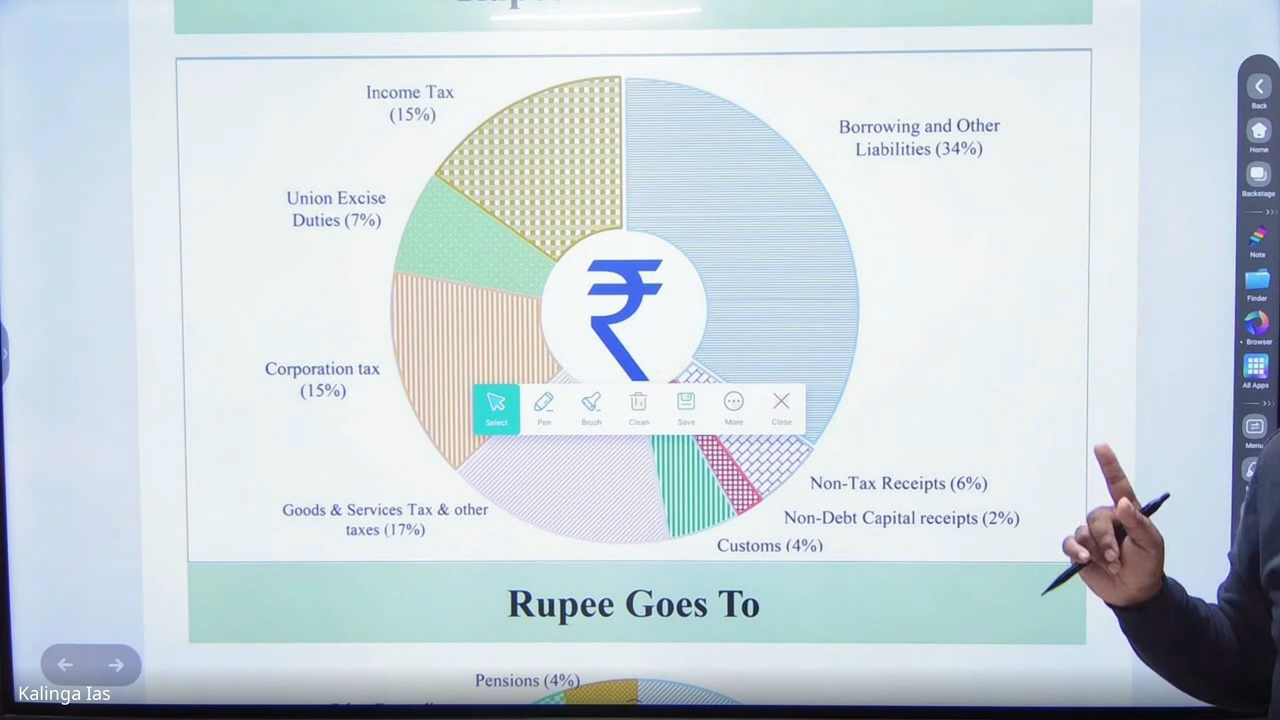 Income Tax
(15%)
Borrowing and Other
Liabilities (34%)
Union Excise
Duties (7%)
₹
Corporation tax
(15%)
Select
Pen
Brush
Clean
Save
More
Close
Non-Tax Receipts (6%)
Goods & Services Tax & other
taxes (17%)
Non-Debt Capital receipts (2%)
Customs (4%)
Rupee Goes To
Pensions (4%)
Back
Home
Backstage
Note
Finder
Browser
All Apps
Menu
Kalinga Ias